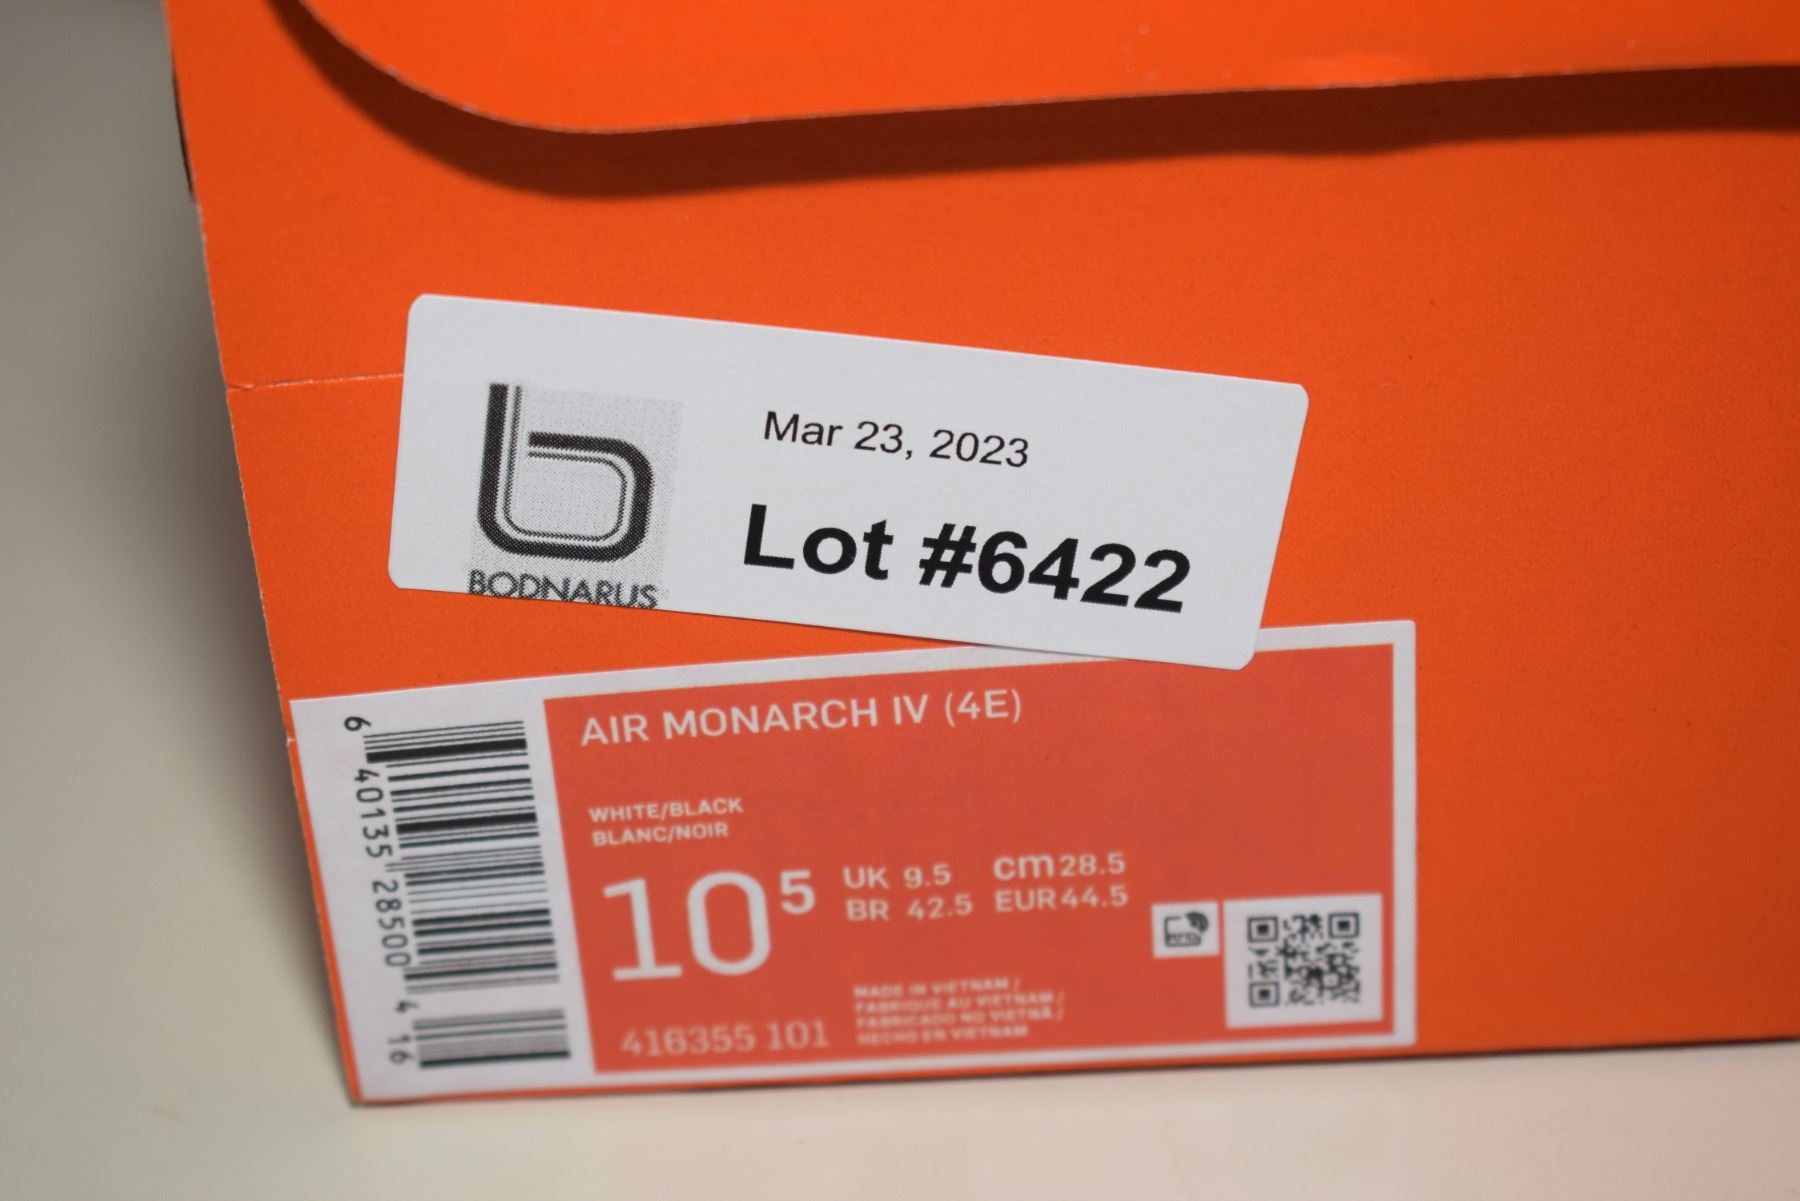 Mar 23, 2023
Lot #6422
BODNARUS
AIR MONARCH IV (4E)
WHITE/BLACK
BLANC/NOIR
10 5
UK 9.5 cm 28.5
BR 42.5 EUR 44.5
MADE IN VIETNAM /
FABRIQUE AU VIETNAM /
FABRICADO NO VIETNÃ /
HECHO EN VIETNAM
416355 101
RFID
6 40135 28500 4 16